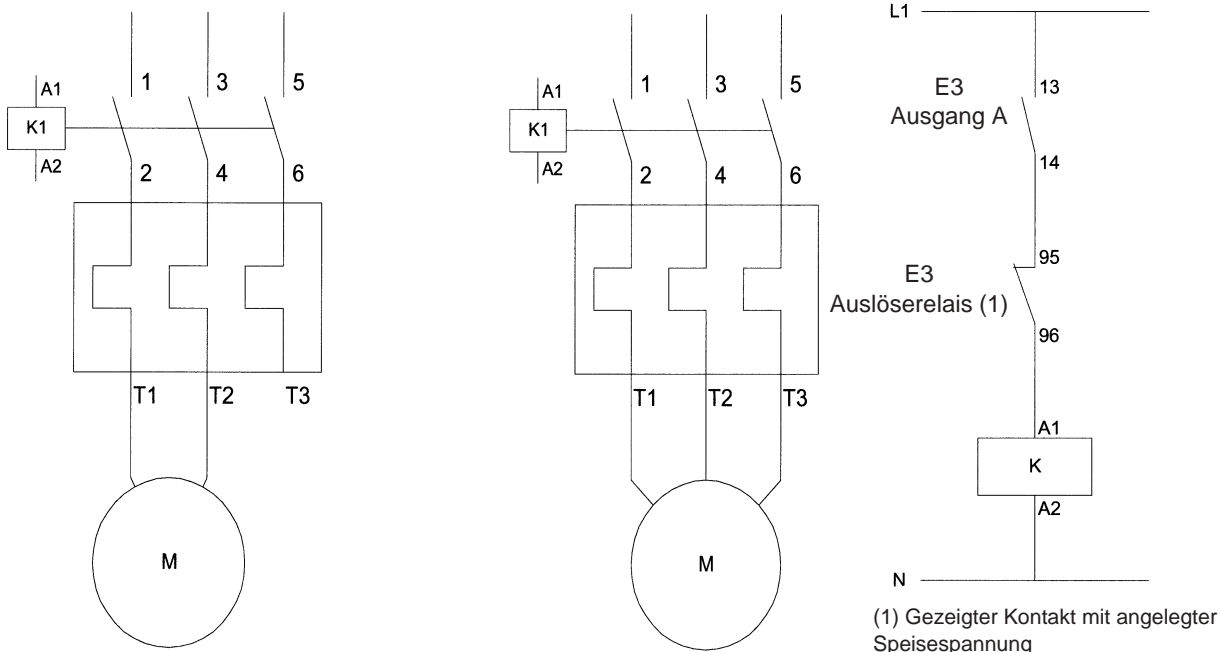 A1
K1
A2
1
3
5
2
4
6
T1
T2
T3
M
A1
K1
A2
1
3
5
2
4
6
T1
T2
T3
M
L1
E3
Ausgang A
13
14
E3
Auslöserelais (1)
95
96
A1
K
A2
N
(1) Gezeigter Kontakt mit angelegter
Speisespannung